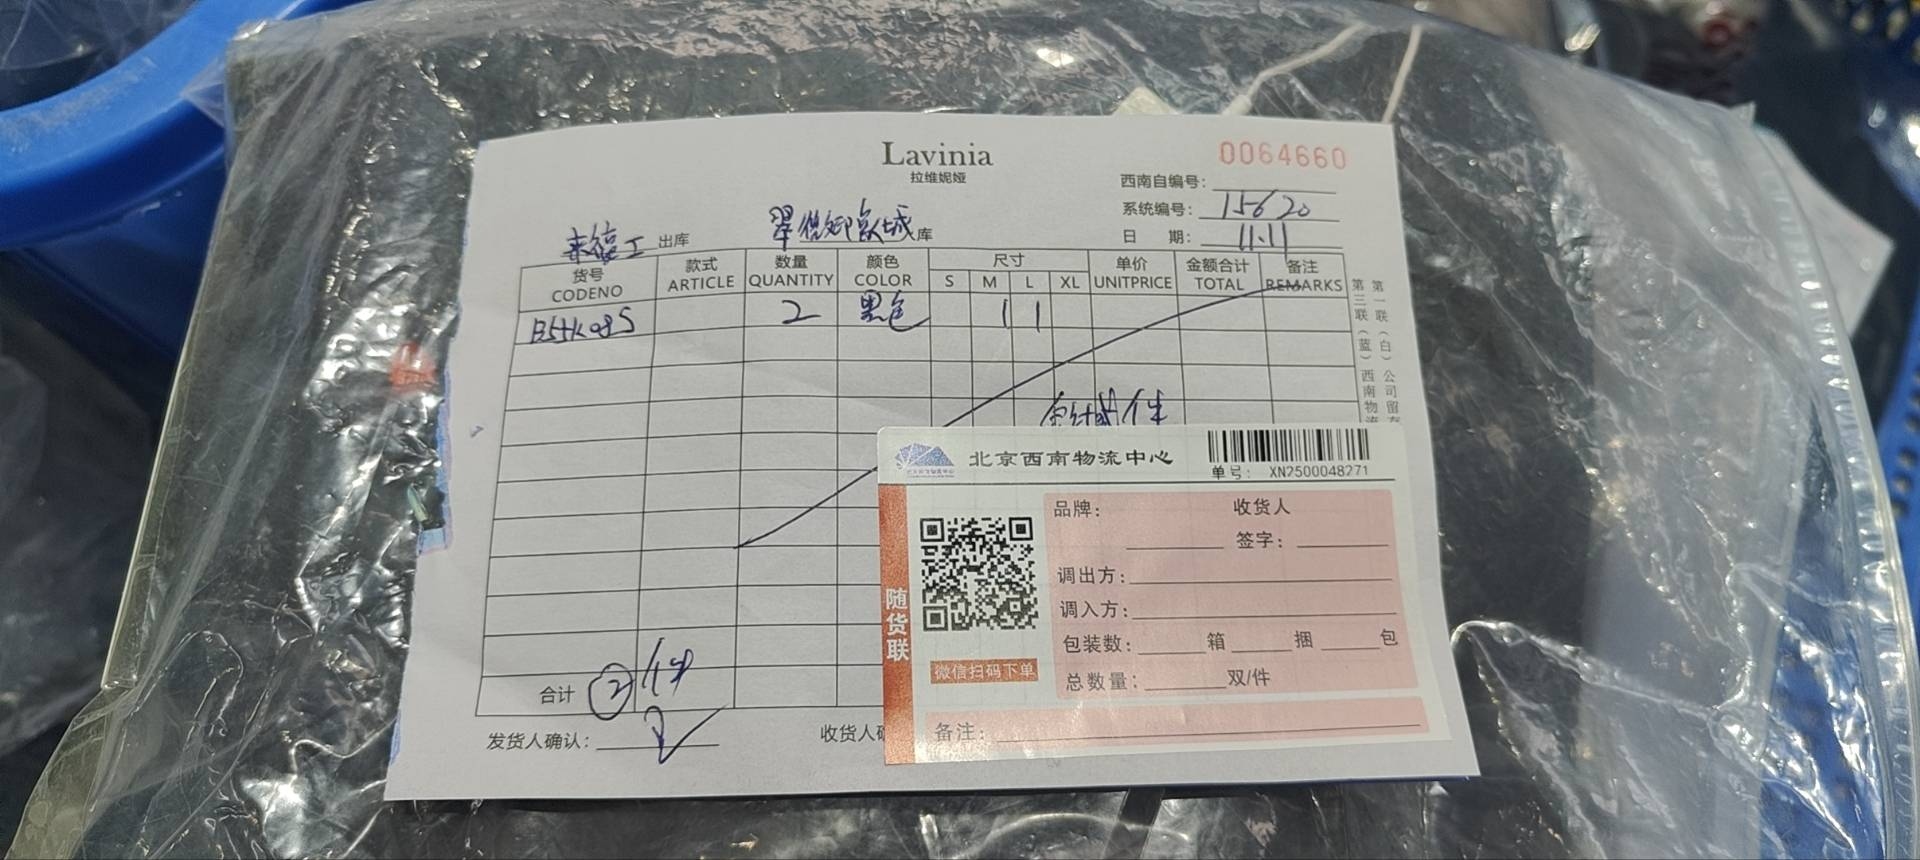 Lavinia
拉维妮娅
0064660
西南自编号：
系统编号： 15620
日 期： 11.11
来福士 出库
库
货号 款式 数量 颜色 尺寸 单价 金额合计 备注
CODENO ARTICLE QUANTITY COLOR S M L XL UNITPRICE TOTAL REMARKS
2 黑色 1 1
第一联（白）公司留存
第三联（蓝）西南物流
北京西南物流中心
单号： XN2500048271
品牌： 收货人
签字：
调出方：
调入方：
包装数： 箱 捆 包
总数量： 双/件
备注：
随货联
微信扫码下单
合计 ② 件
发货人确认： 收货人确